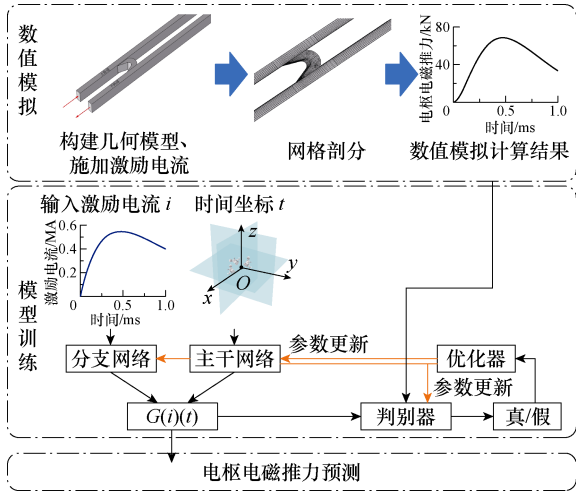 数值模拟
构建几何模型、
施加激励电流
网格剖分
电枢电磁推力/kN
80
40
0
0.5
1.0
时间/ms
数值模拟计算结果
模型训练
输入激励电流 i
激励电流/MA
0.6
0.4
0.2
0
0.5
1.0
时间/ms
时间坐标 t
z
y
x
O
分支网络
主干网络
参数更新
优化器
参数更新
G(i)(t)
判别器
真/假
电枢电磁推力预测